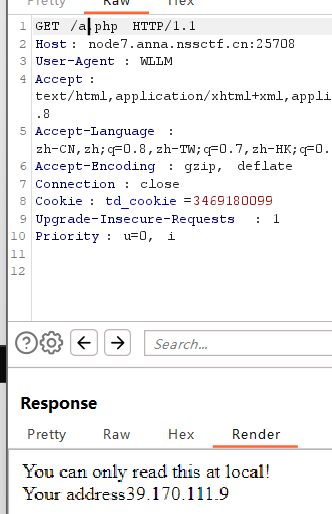 Pretty Raw Hex
1 GET /a.php HTTP/1.1
2 Host: node7.anna.nssctf.cn:25708
3 User-Agent: WLLM
4 Accept:
text/html,application/xhtml+xml,appli
.8
5 Accept-Language:
zh-CN,zh;q=0.8,zh-TW;q=0.7,zh-HK;q=0.
6 Accept-Encoding: gzip, deflate
7 Connection: close
8 Cookie: td_cookie=3469180099
9 Upgrade-Insecure-Requests: 1
10 Priority: u=0, i
11
12
Search...
Response
Pretty Raw Hex Render
You can only read this at local!
Your address39.170.111.9